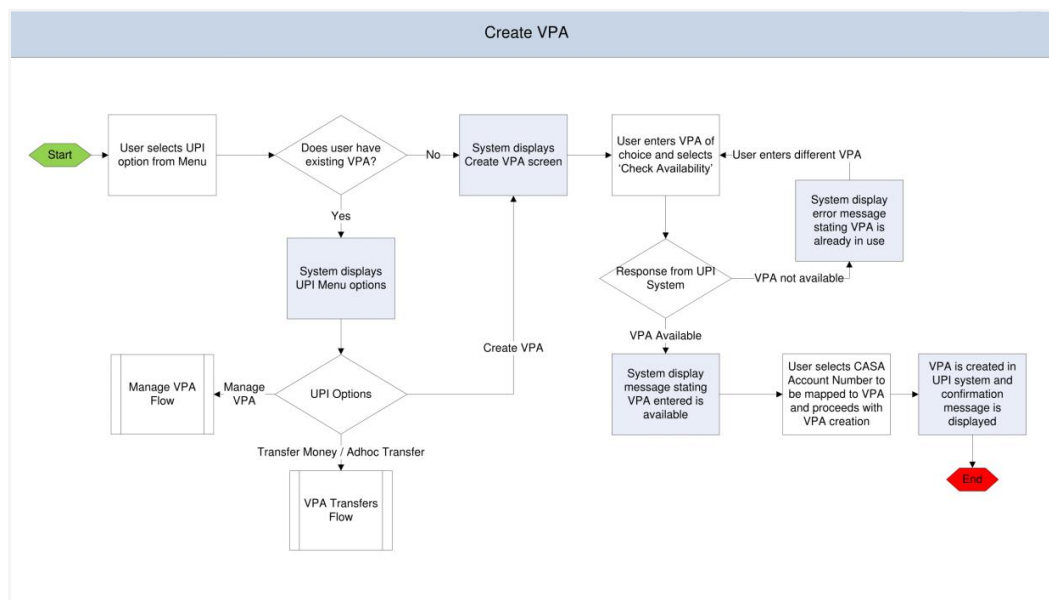 Create VPA
Start
User selects UPI
option from Menu
Does user have
existing VPA?
No
System displays
Create VPA screen
User enters VPA of
choice and selects
‘Check Availability’
User enters different VPA
System display
error message
stating VPA is
already in use
Yes
System displays
UPI Menu options
Response from UPI
System
VPA not available
VPA Available
Create VPA
Manage VPA
Flow
Manage
VPA
UPI Options
System display
message stating
VPA entered is
available
User selects CASA
Account Number to
be mapped to VPA
and proceeds with
VPA creation
VPA is created in
UPI system and
confirmation
message is
displayed
Transfer Money / Adhoc Transfer
VPA Transfers
Flow
End